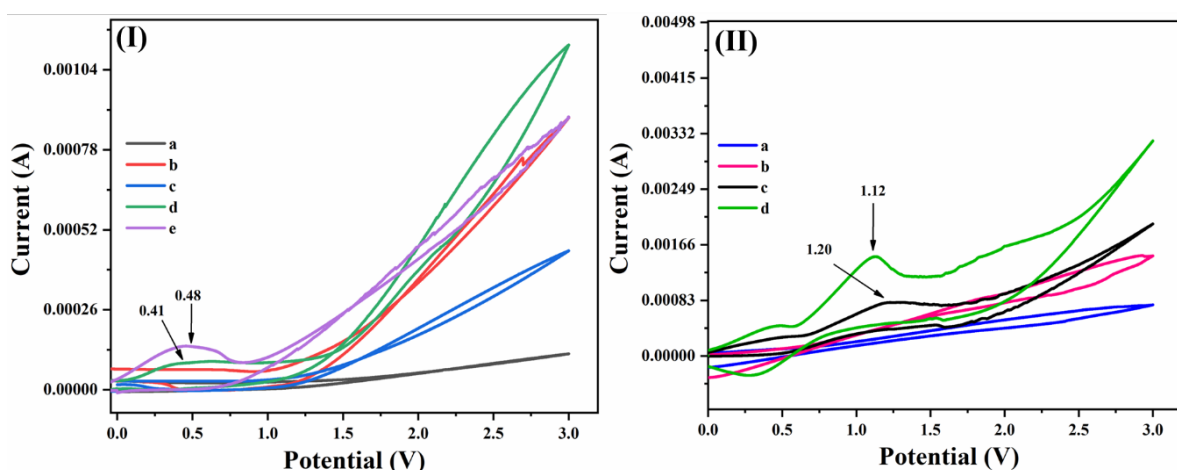 (I)
0.00104
0.00078
0.00052
0.00026
0.00000
Current (A)
a
b
c
d
e
0.48
0.41
0.0
0.5
1.0
1.5
2.0
2.5
3.0
Potential (V)
(II)
0.00498
0.00415
0.00332
0.00249
0.00166
0.00083
0.00000
Current (A)
a
b
c
d
1.12
1.20
0.0
0.5
1.0
1.5
2.0
2.5
3.0
Potential (V)